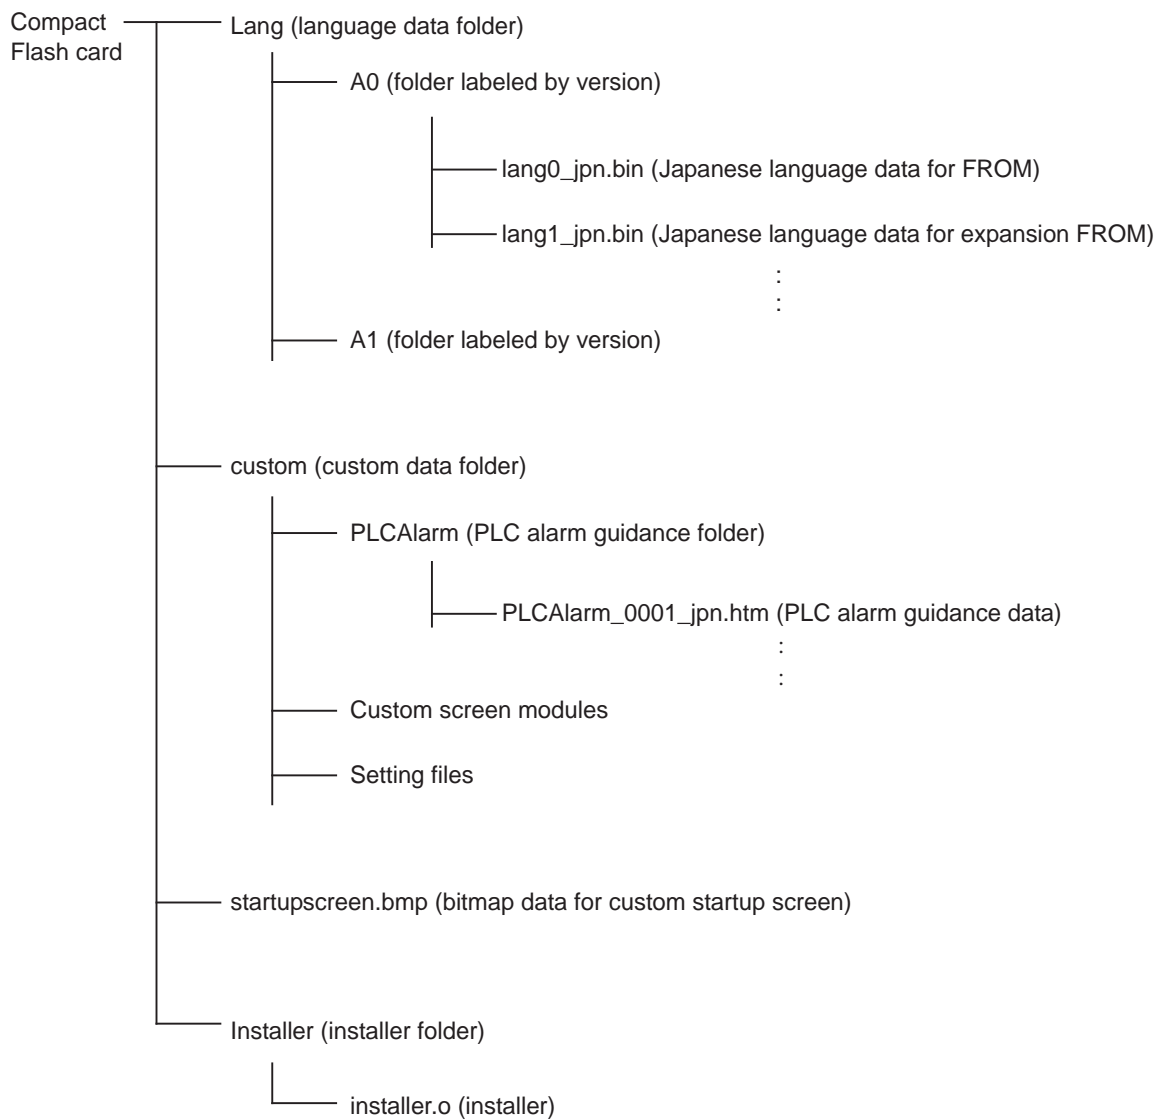 Compact
Flash card
Lang (language data folder)
A0 (folder labeled by version)
lang0_jpn.bin (Japanese language data for FROM)
lang1_jpn.bin (Japanese language data for expansion FROM)
:
:
A1 (folder labeled by version)
custom (custom data folder)
PLCAlarm (PLC alarm guidance folder)
PLCAlarm_0001_jpn.htm (PLC alarm guidance data)
:
:
Custom screen modules
Setting files
startupscreen.bmp (bitmap data for custom startup screen)
Installer (installer folder)
installer.o (installer)